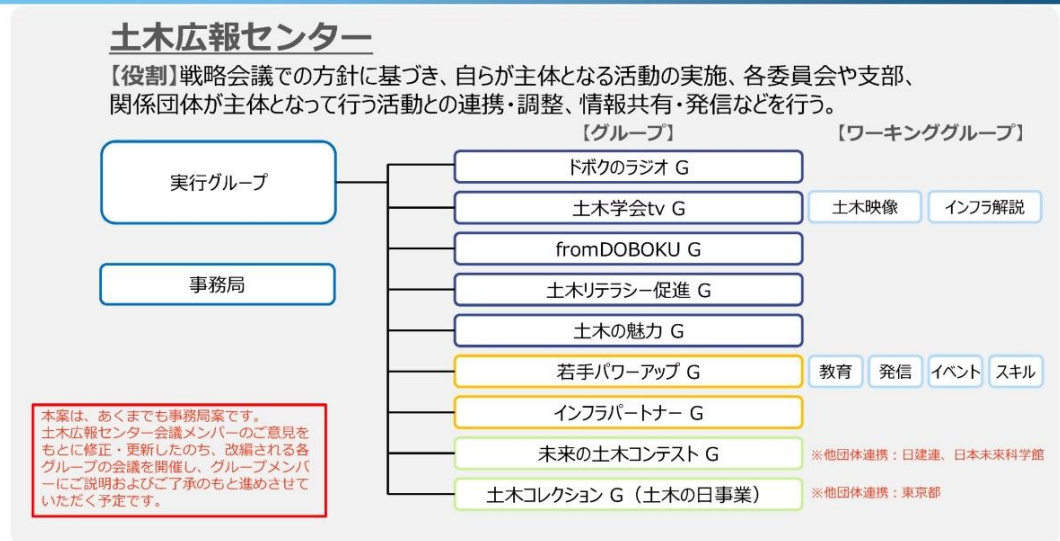 土木広報センター
【役割】戦略会議での方針に基づき、自らが主体となる活動の実施、各委員会や支部、
関係団体が主体となって行う活動との連携・調整、情報共有・発信などを行う。
【グループ】
【ワーキンググループ】
実行グループ
事務局
ドボクのラジオ G
土木学会tv G
土木映像
インフラ解説
fromDOBOKU G
土木リテラシー促進 G
土木の魅力 G
若手パワーアップ G
教育
発信
イベント
スキル
インフラパートナー G
未来の土木コンテスト G
※他団体連携：日建連、日本未来科学館
土木コレクション G（土木の日事業）
※他団体連携：東京都
本案は、あくまでも事務局案です。
土木広報センター会議メンバーのご意見を
もとに修正・更新したのち、改編される各
グループの会議を開催し、グループメンバ
ーにご説明およびご了承のもと進めさせて
いただく予定です。